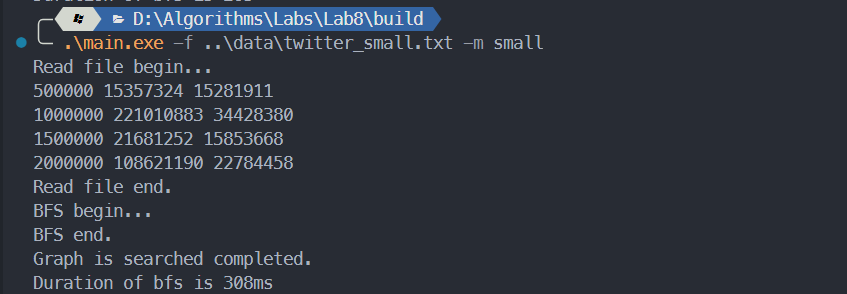 D:\Algorithms\Labs\Lab8\build
.\main.exe -f ..\data\twitter_small.txt -m small
Read file begin...
500000 15357324 15281911
1000000 221010883 34428380
1500000 21681252 15853668
2000000 108621190 22784458
Read file end.
BFS begin...
BFS end.
Graph is searched completed.
Duration of bfs is 308ms